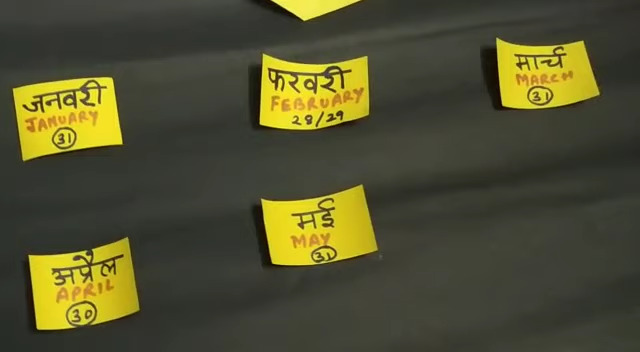 जनवरी
JANUARY
31
फरवरी
FEBRUARY
28/29
मार्च
MARCH
31
अप्रैल
APRIL
30
मई
MAY
31